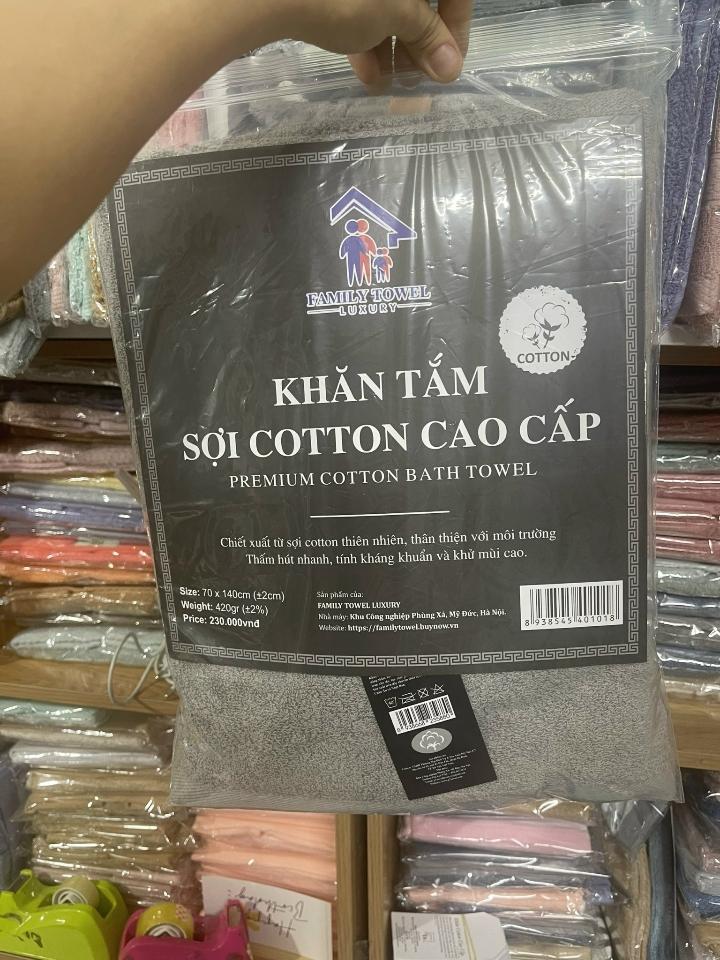 FAMILY TOWEL
LUXURY
COTTON
KHĂN TẮM
SỢI COTTON CAO CẤP
PREMIUM COTTON BATH TOWEL
Chiết xuất từ sợi cotton thiên nhiên, thân thiện với môi trường
Thấm hút nhanh, tính kháng khuẩn và khử mùi cao.
Size: 70 x 140cm (±2cm)
Weight: 420gr (±2%)
Price: 230.000vnđ
Sản phẩm của:
FAMILY TOWEL LUXURY
Nhà máy: Khu Công nghiệp Phùng Xá, Mỹ Đức, Hà Nội.
Website: https://familytowel.buynow.vn
8 938545 401018
Happy
Birthday!